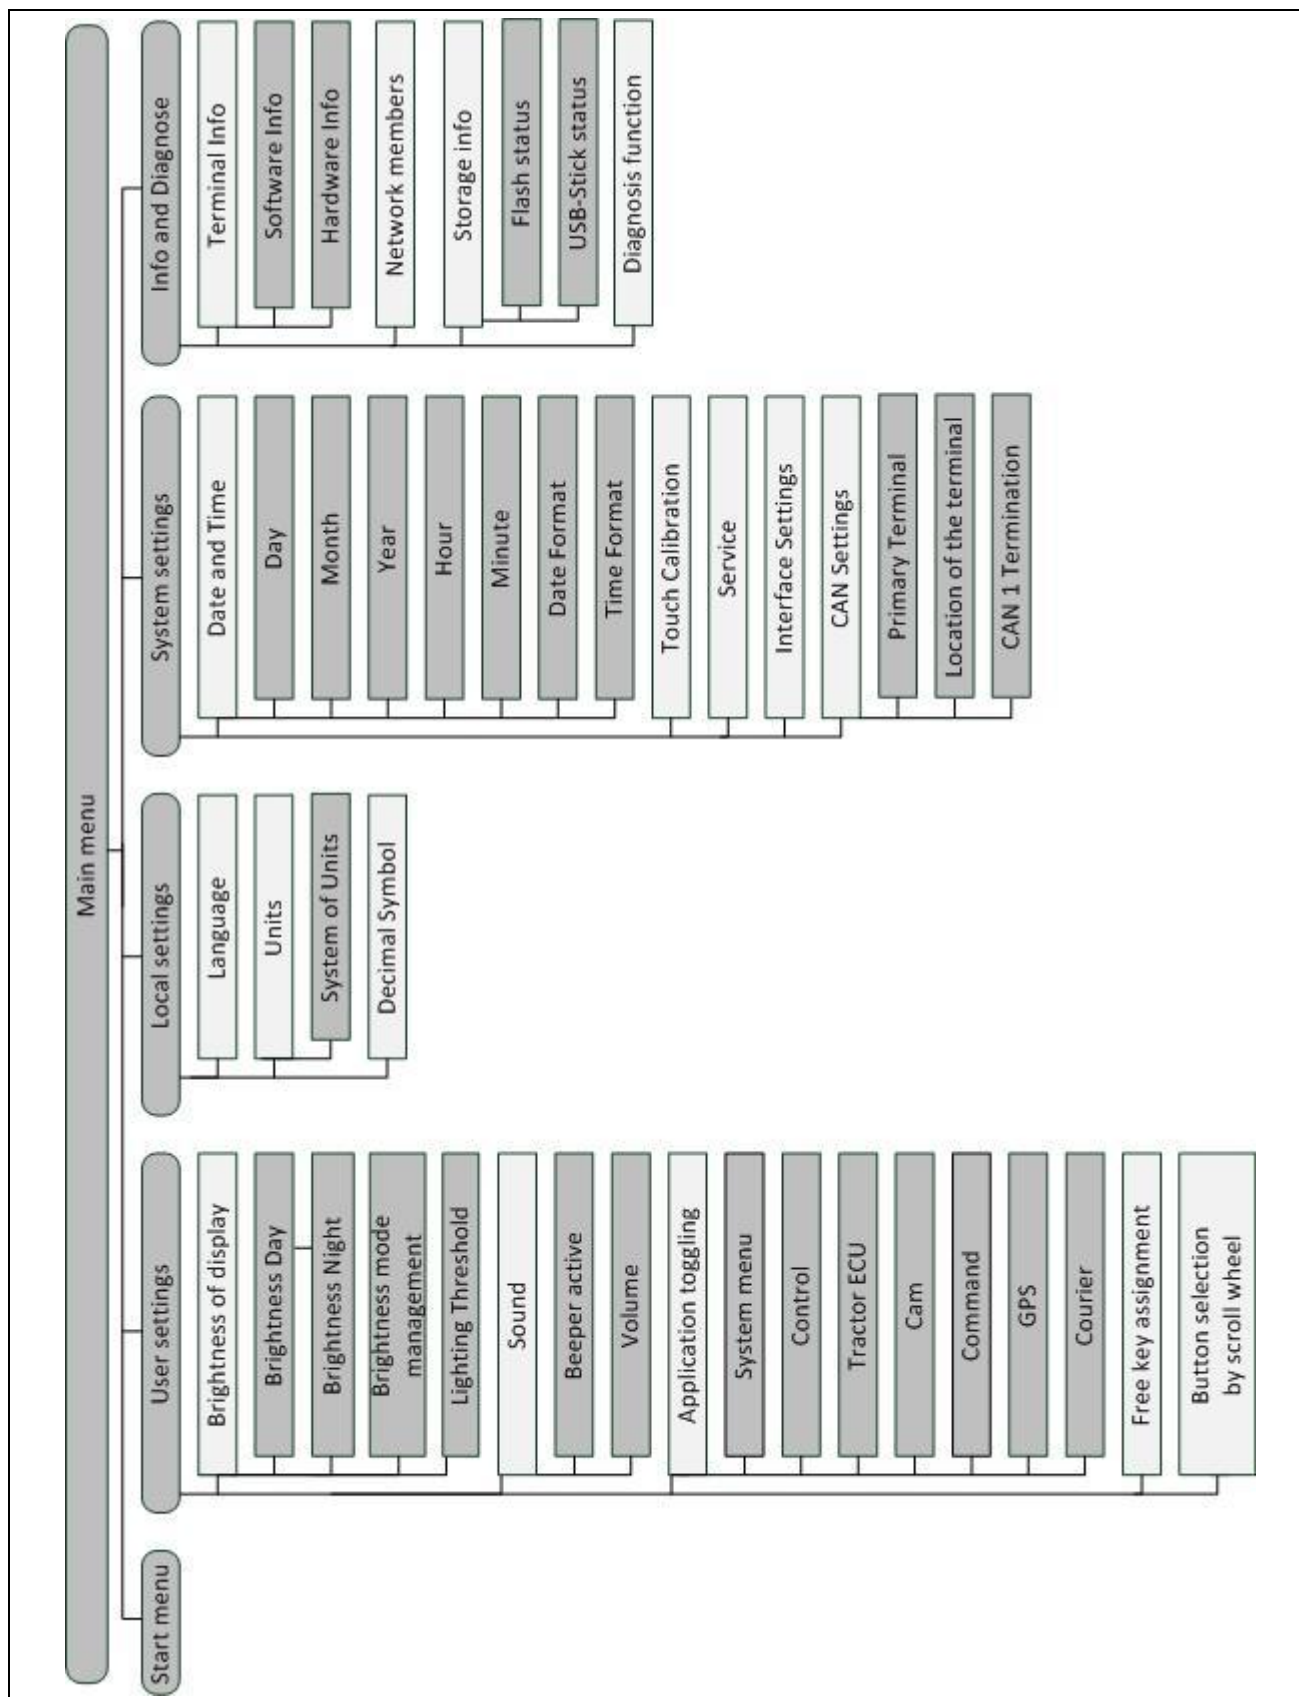 Main menu
Start menu
User settings
Brightness of display
Brightness Day
Brightness Night
Brightness mode
management
Lighting Threshold
Sound
Beeper active
Volume
Application toggling
System menu
Control
Tractor ECU
Cam
Command
GPS
Courier
Free key assignment
Button selection
by scroll wheel
Local settings
Language
Units
System of Units
Decimal Symbol
System settings
Date and Time
Day
Month
Year
Hour
Minute
Date Format
Time Format
Touch Calibration
Service
Interface Settings
CAN Settings
Primary Terminal
Location of the terminal
CAN 1 Termination
Info and Diagnose
Terminal Info
Software Info
Hardware Info
Network members
Storage info
Flash status
USB-Stick status
Diagnosis function